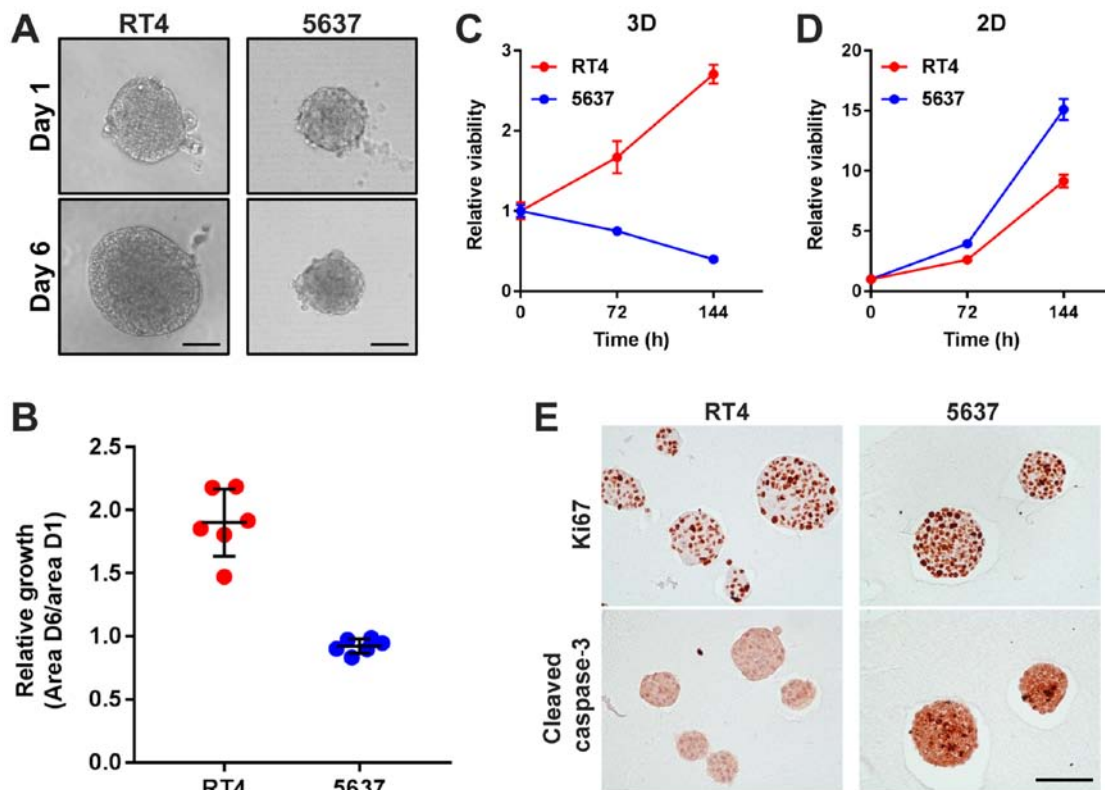 A
RT4
5637
Day 1
Day 6
B
Relative growth
(Area D6/area D1)
2.5
2.0
1.5
1.0
0.5
0.0
RT4
5637
C
3D
RT4
5637
Relative viability
3
2
1
0
0
72
144
Time (h)
D
2D
RT4
5637
Relative viability
20
15
10
5
0
0
72
144
Time (h)
E
RT4
5637
Ki67
Cleaved
caspase-3